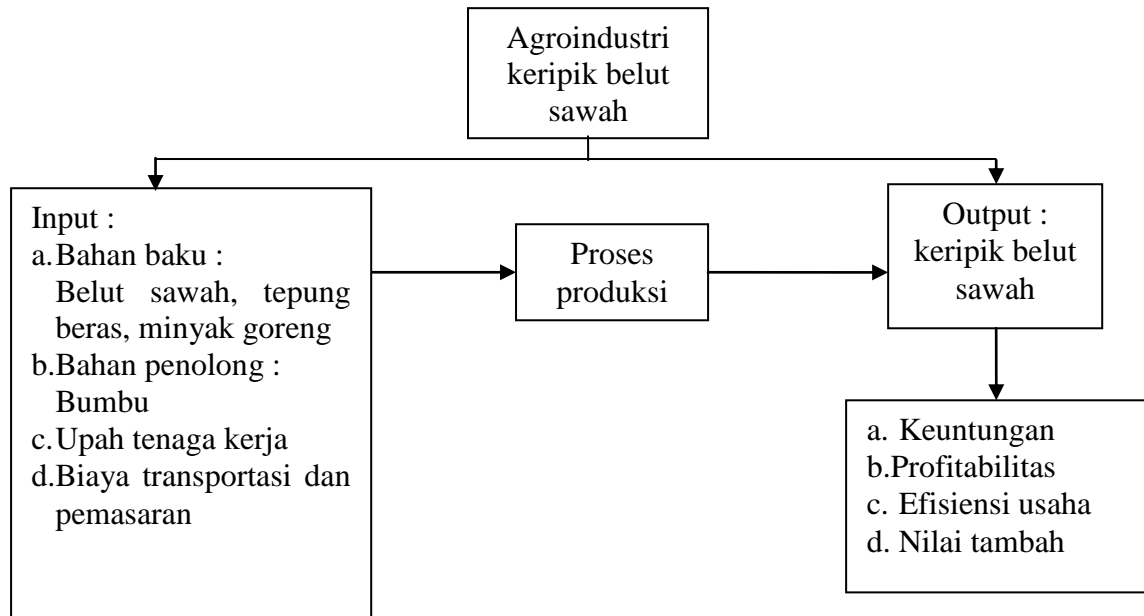 Agroindustri
keripik belut
sawah
Input :
a.Bahan baku :
Belut sawah, tepung
beras, minyak goreng
b.Bahan penolong :
Bumbu
c.Upah tenaga kerja
d.Biaya transportasi dan
pemasaran
Proses
produksi
Output :
keripik belut
sawah
a. Keuntungan
b.Profitabilitas
c. Efisiensi usaha
d. Nilai tambah